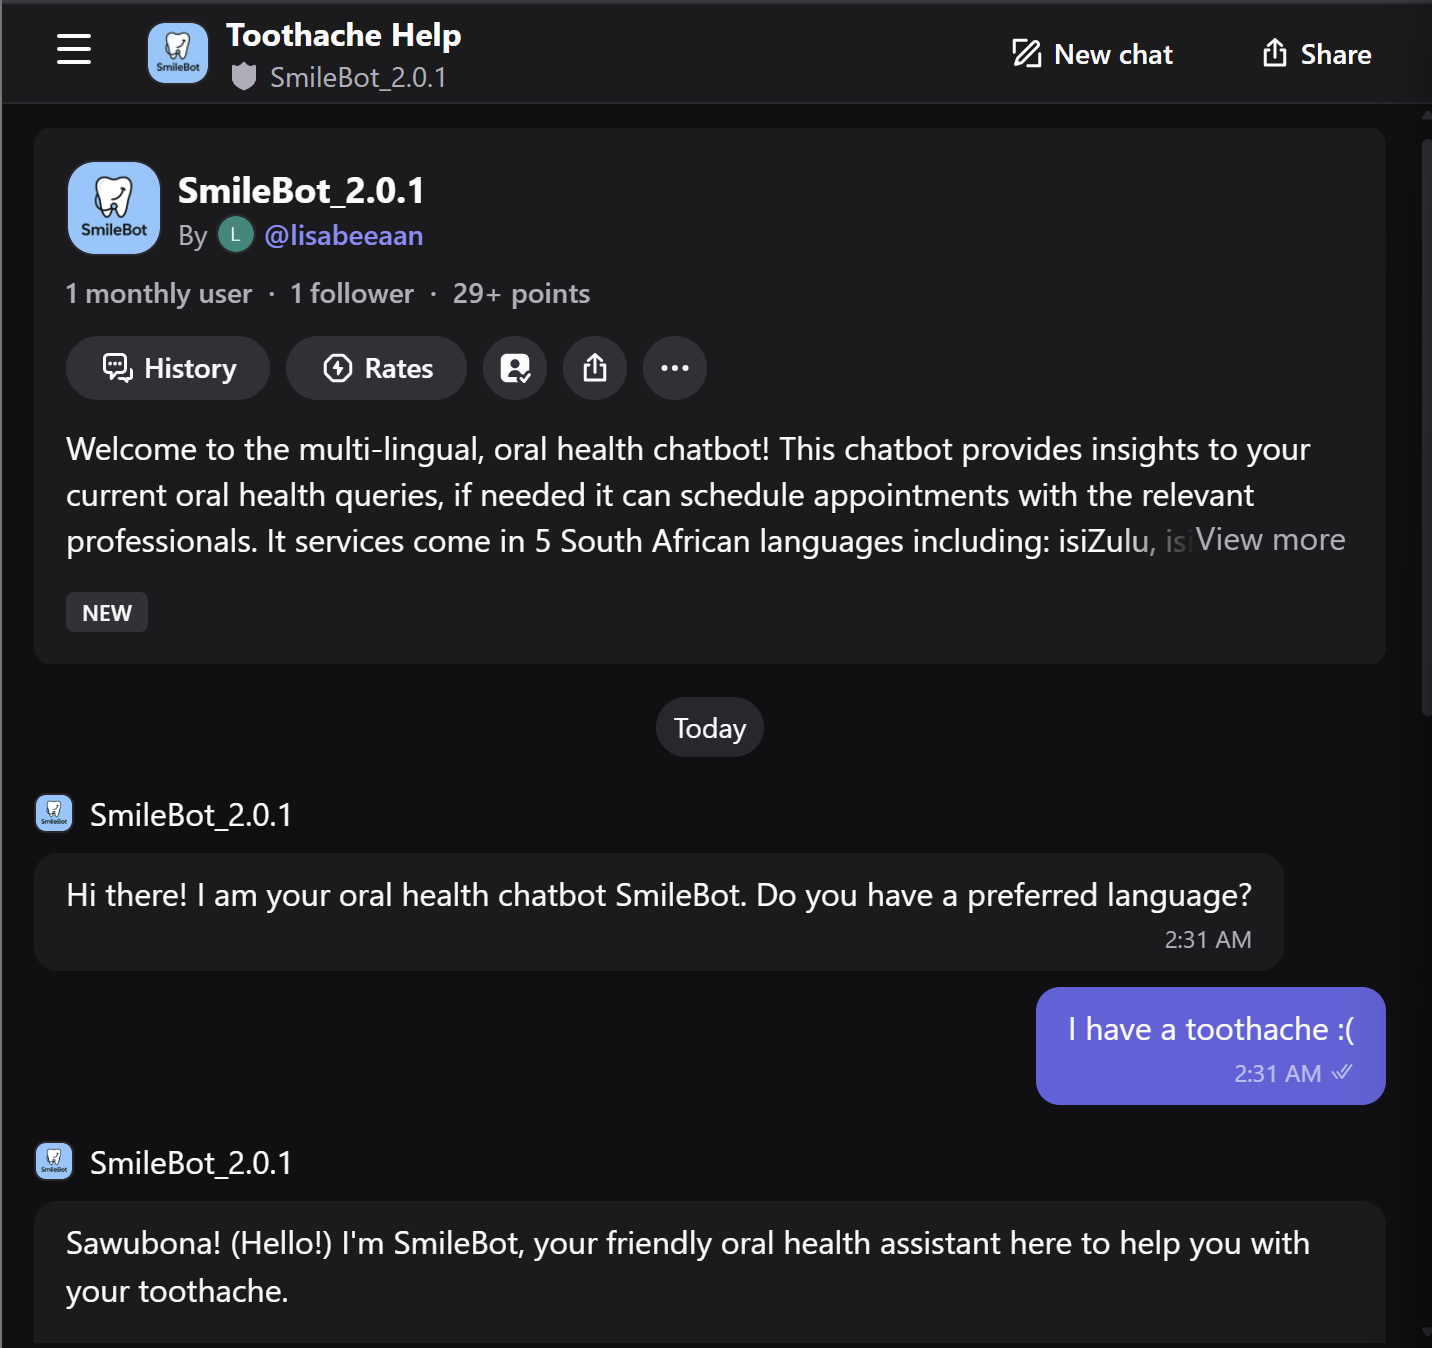 Toothache Help
SmileBot
SmileBot_2.0.1
New chat
Share
SmileBot
SmileBot_2.0.1
By L @lisabeeaan
1 monthly user · 1 follower · 29+ points
History
Rates
Welcome to the multi-lingual, oral health chatbot! This chatbot provides insights to your
current oral health queries, if needed it can schedule appointments with the relevant
professionals. It services come in 5 South African languages including: isiZulu, isi View more
NEW
Today
SmileBot
SmileBot_2.0.1
Hi there! I am your oral health chatbot SmileBot. Do you have a preferred language?
2:31 AM
I have a toothache :(
2:31 AM
SmileBot
SmileBot_2.0.1
Sawubona! (Hello!) I'm SmileBot, your friendly oral health assistant here to help you with
your toothache.